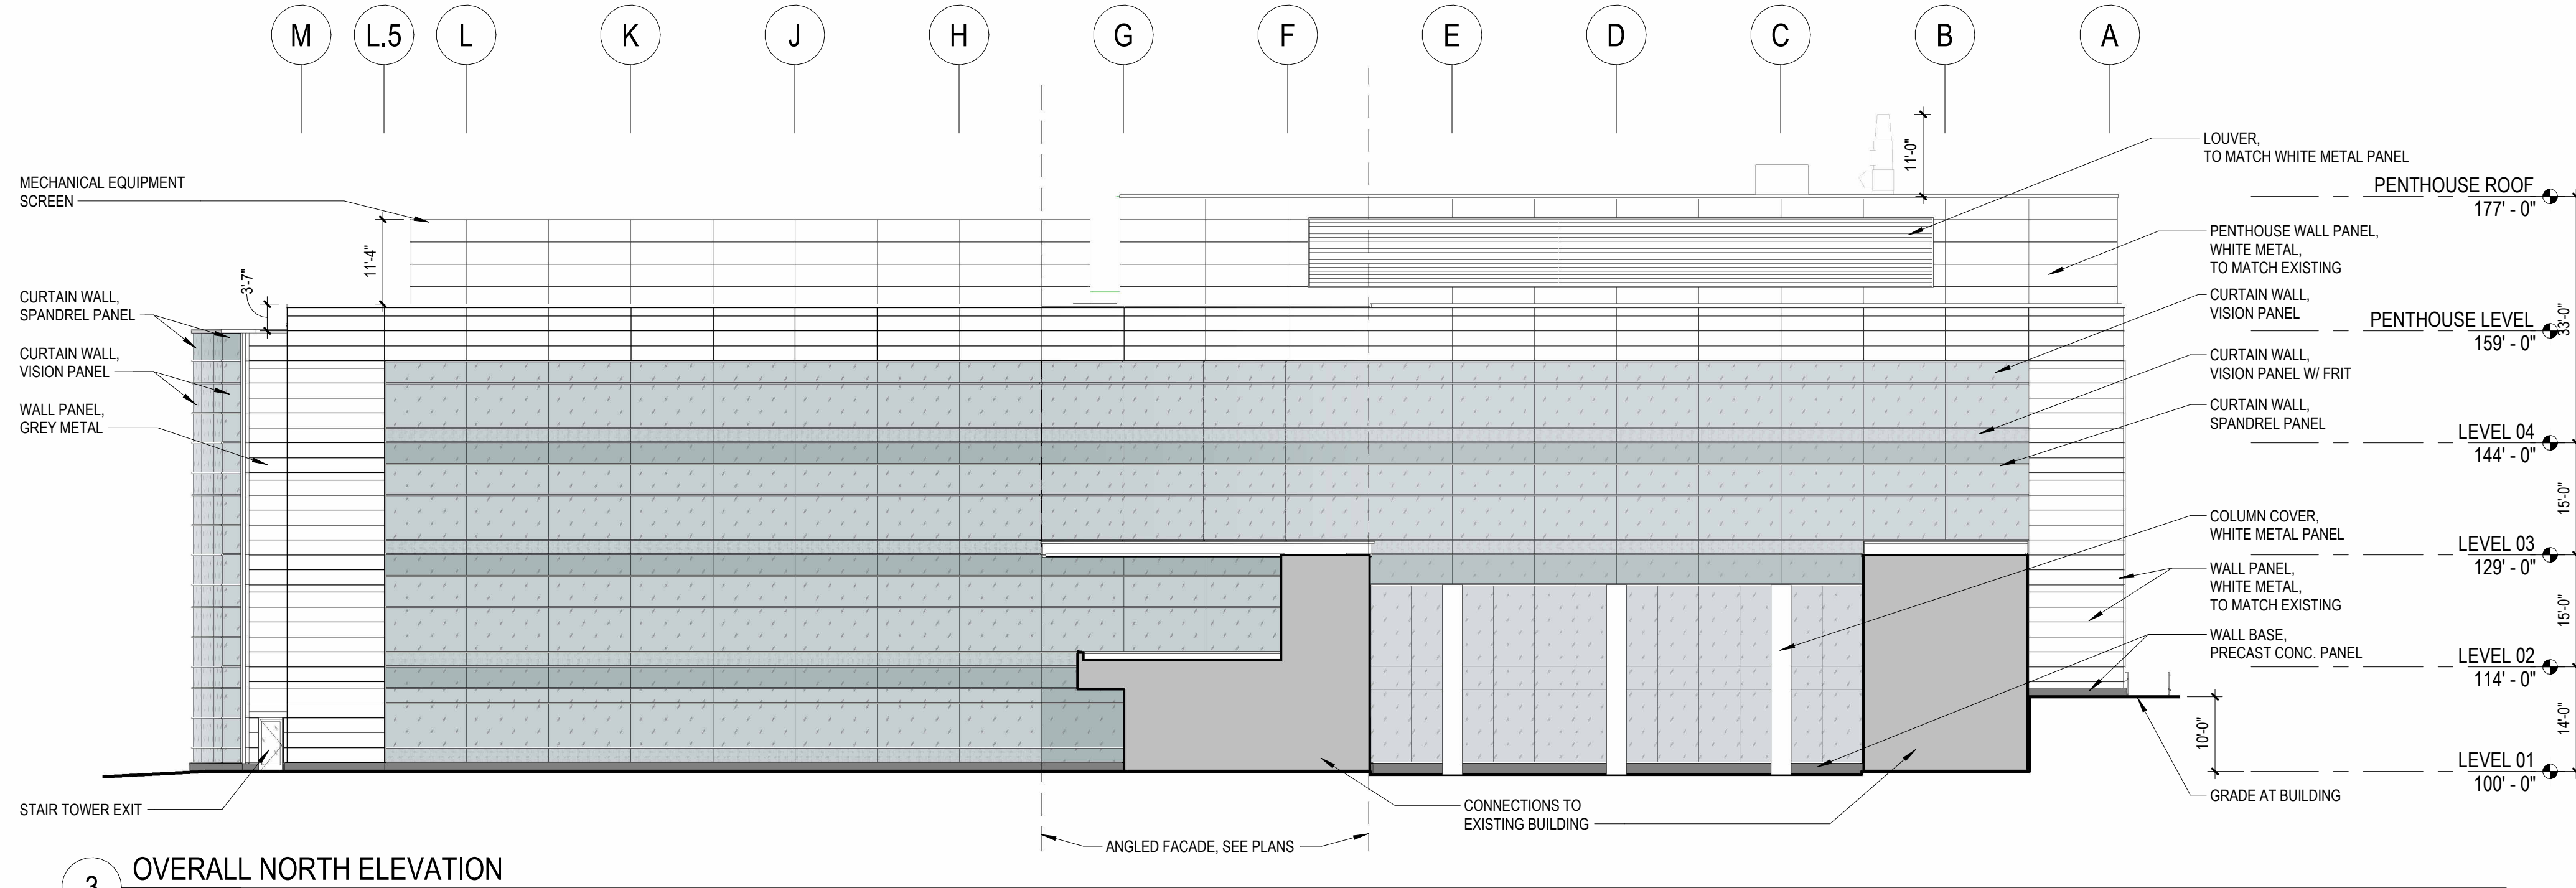 M L.5 L K J H G F E D C B A
MECHANICAL EQUIPMENT
SCREEN
CURTAIN WALL,
SPANDREL PANEL
CURTAIN WALL,
VISION PANEL
WALL PANEL,
GREY METAL
STAIR TOWER EXIT
3'-7"
11'-4"
11'-0"
LOUVER,
TO MATCH WHITE METAL PANEL
PENTHOUSE WALL PANEL,
WHITE METAL,
TO MATCH EXISTING
CURTAIN WALL,
VISION PANEL
CURTAIN WALL,
VISION PANEL W/ FRIT
CURTAIN WALL,
SPANDREL PANEL
COLUMN COVER,
WHITE METAL PANEL
WALL PANEL,
WHITE METAL,
TO MATCH EXISTING
WALL BASE,
PRECAST CONC. PANEL
10'-0"
GRADE AT BUILDING
PENTHOUSE ROOF
177' - 0"
PENTHOUSE LEVEL
159' - 0"
33'-0"
LEVEL 04
144' - 0"
15'-0"
LEVEL 03
129' - 0"
15'-0"
LEVEL 02
114' - 0"
14'-0"
LEVEL 01
100' - 0"
CONNECTIONS TO
EXISTING BUILDING
ANGLED FACADE, SEE PLANS
3 OVERALL NORTH ELEVATION